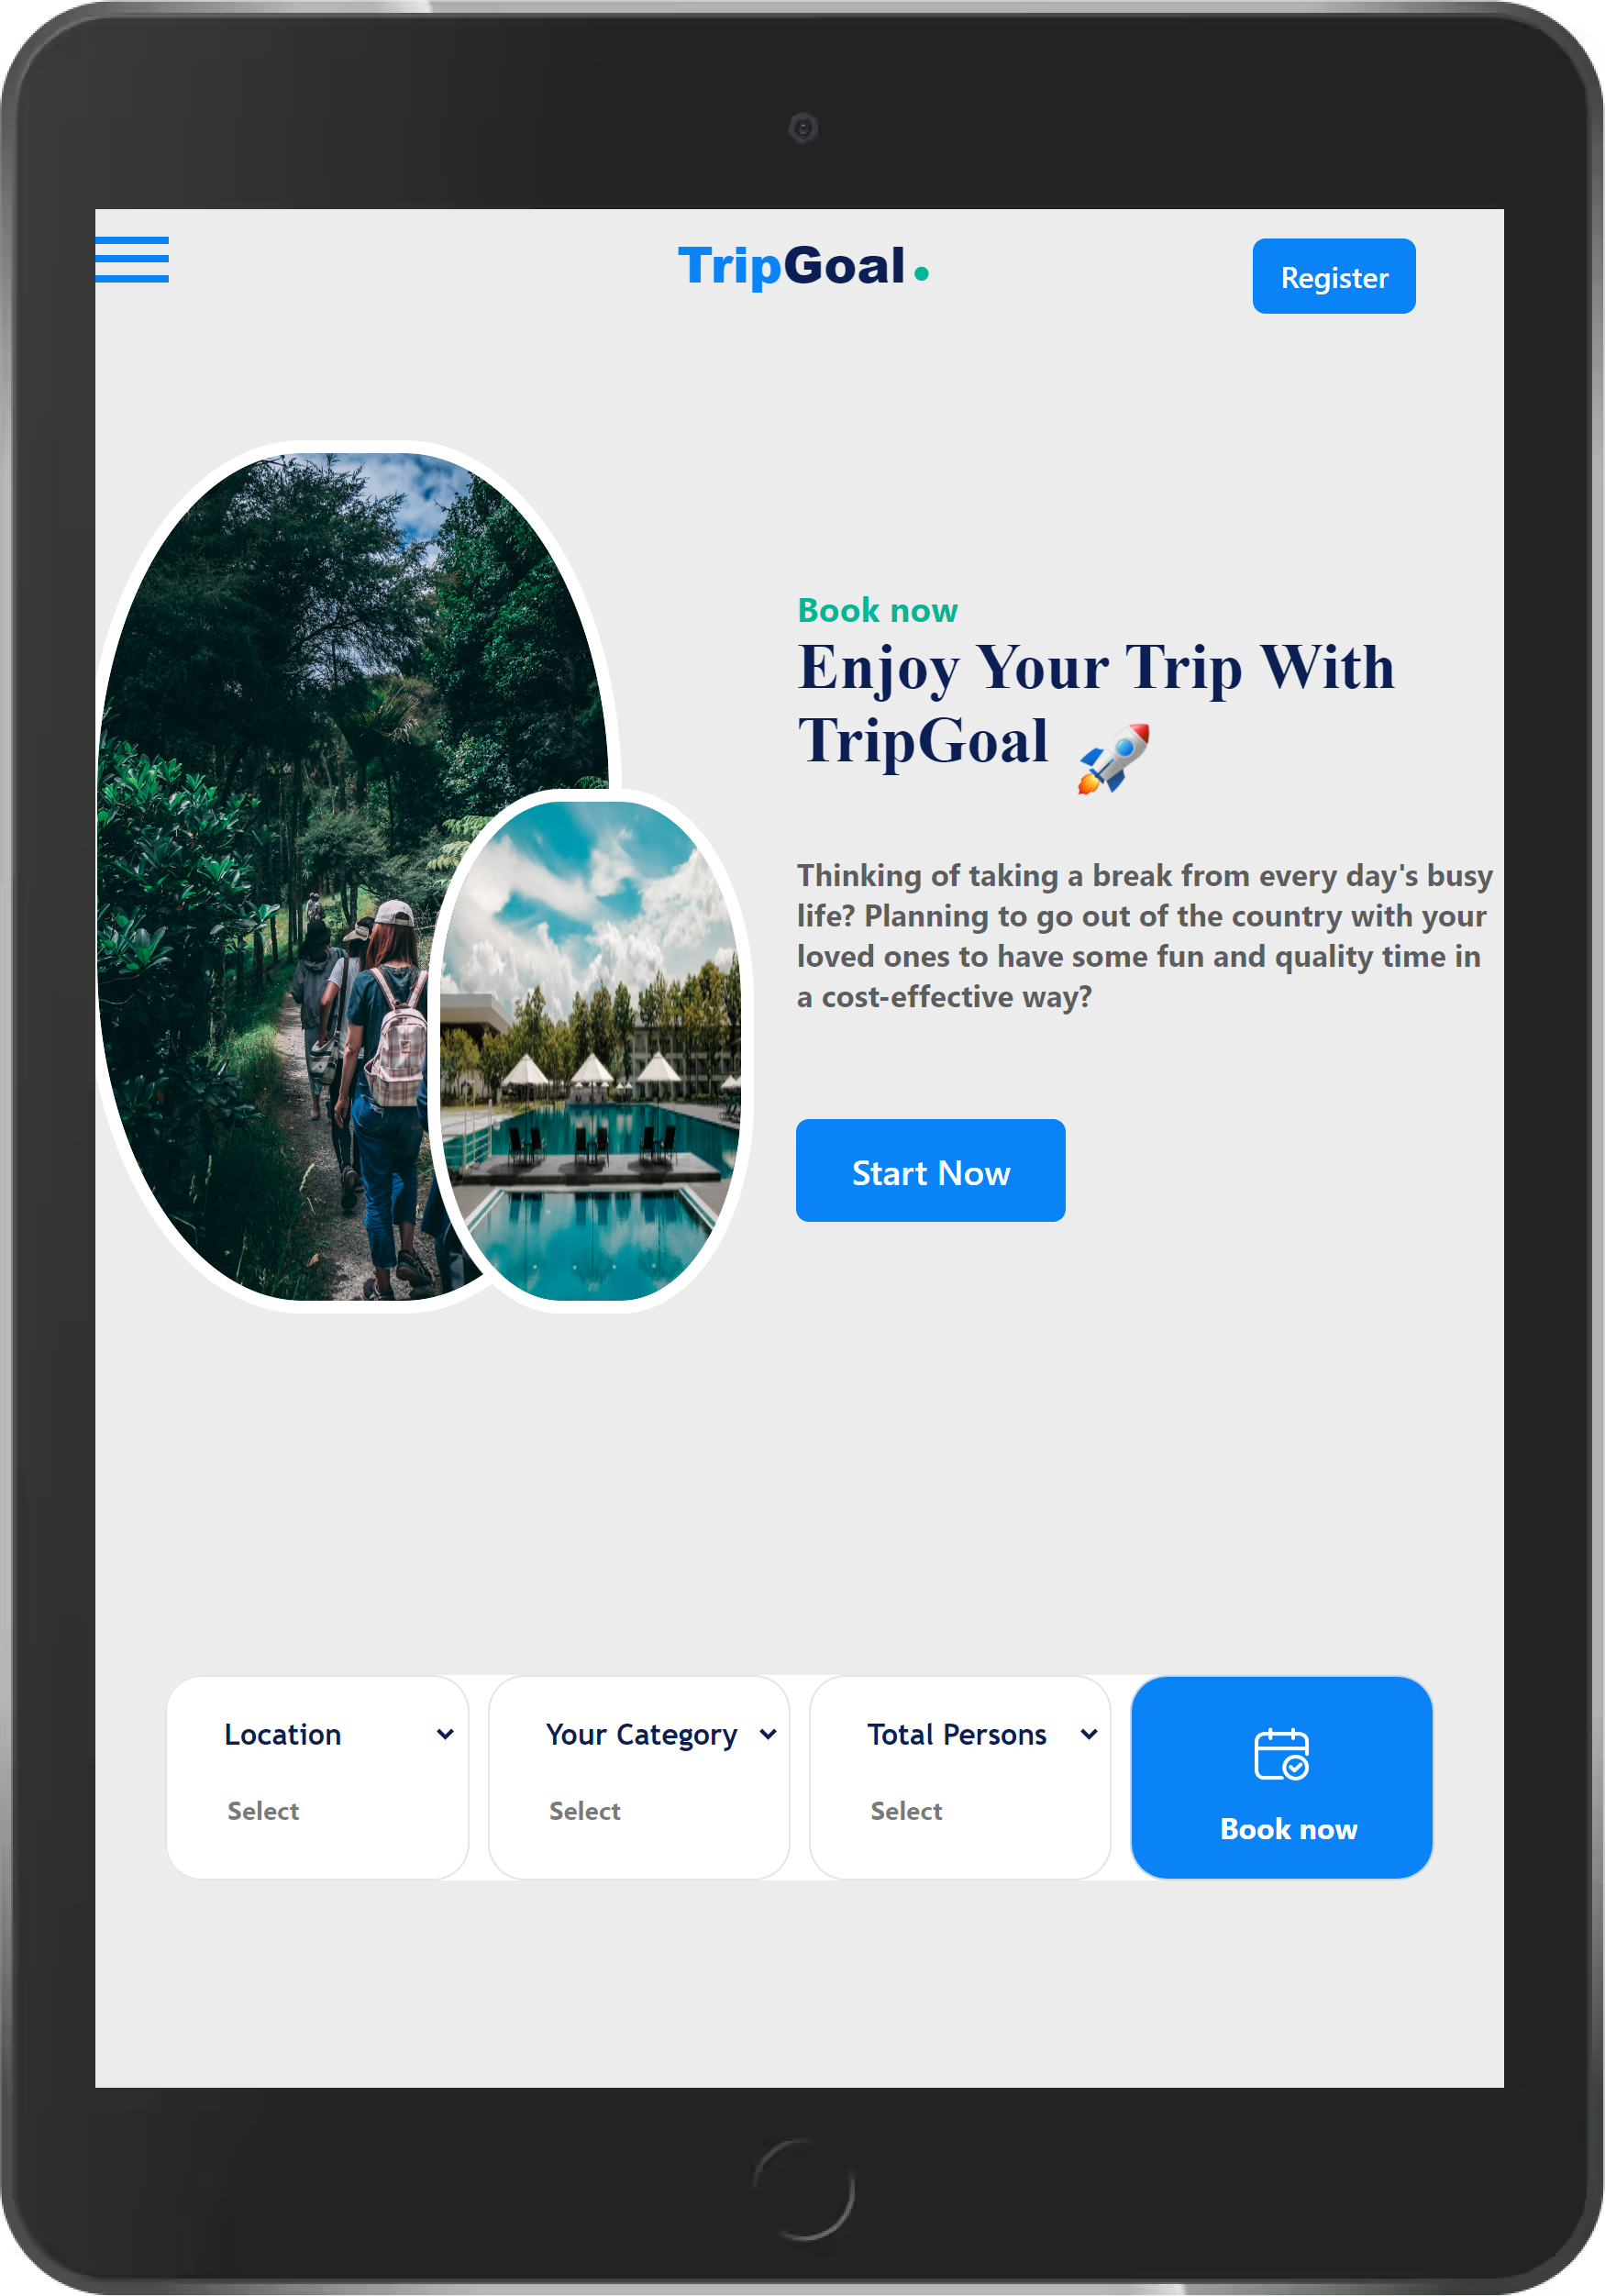 TripGoal.
Register
Book now
Enjoy Your Trip With
TripGoal 🚀
Thinking of taking a break from every day's busy
life? Planning to go out of the country with your
loved ones to have some fun and quality time in
a cost-effective way?
Start Now
Location
Select
Your Category
Select
Total Persons
Select
Book now